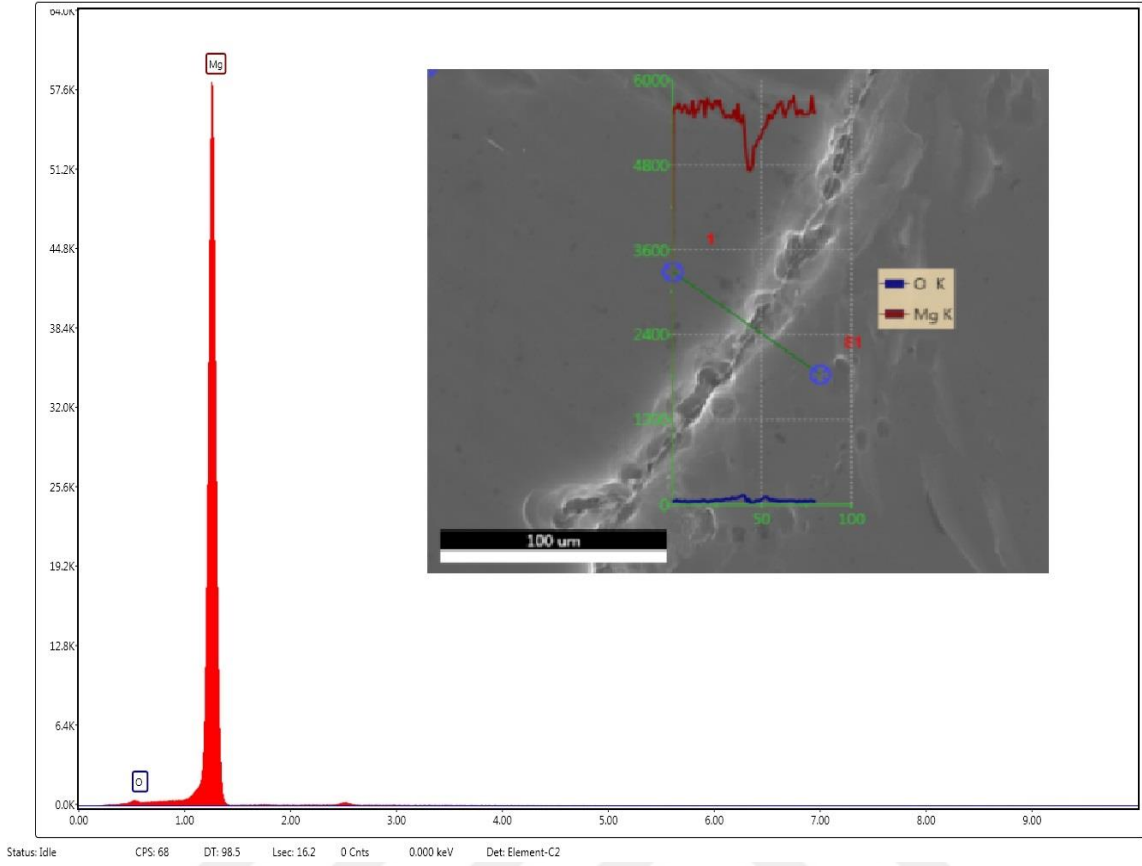 64.0K
57.6K
51.2K
44.8K
38.4K
32.0K
25.6K
19.2K
12.8K
6.4K
0.0K
Mg
O
0.00 1.00 2.00 3.00 4.00 5.00 6.00 7.00 8.00 9.00
6000
4800
3600
2400
1200
0
50 100
1
E1
O K
Mg K
100 um
Status: Idle CPS: 68 DT: 98.5 Lsec: 16.2 0 Cnts 0.000 keV Det: Element-C2